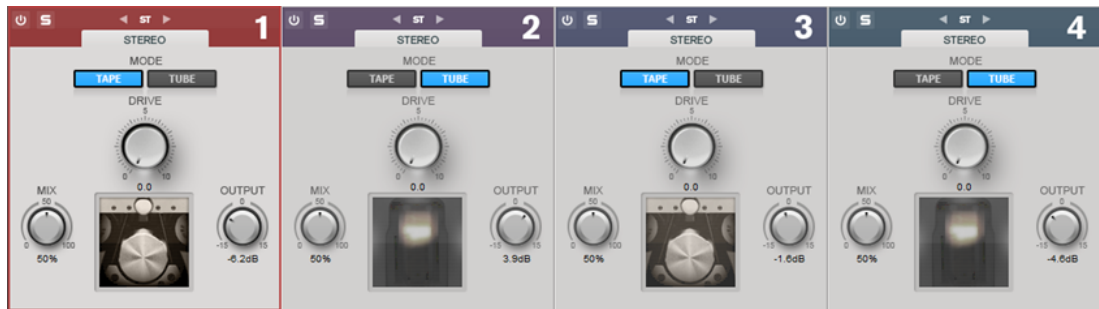 S ST 1
STEREO
MODE
TAPE TUBE
DRIVE
5
0 10
0.0
MIX
50
0 100
50%
OUTPUT
0
-15 15
-6.2dB
S ST 2
STEREO
MODE
TAPE TUBE
DRIVE
5
0 10
0.0
MIX
50
0 100
50%
OUTPUT
0
-15 15
3.9dB
S ST 3
STEREO
MODE
TAPE TUBE
DRIVE
5
0 10
0.0
MIX
50
0 100
50%
OUTPUT
0
-15 15
-1.6dB
S ST 4
STEREO
MODE
TAPE TUBE
DRIVE
5
0 10
0.0
MIX
50
0 100
50%
OUTPUT
0
-15 15
-4.6dB